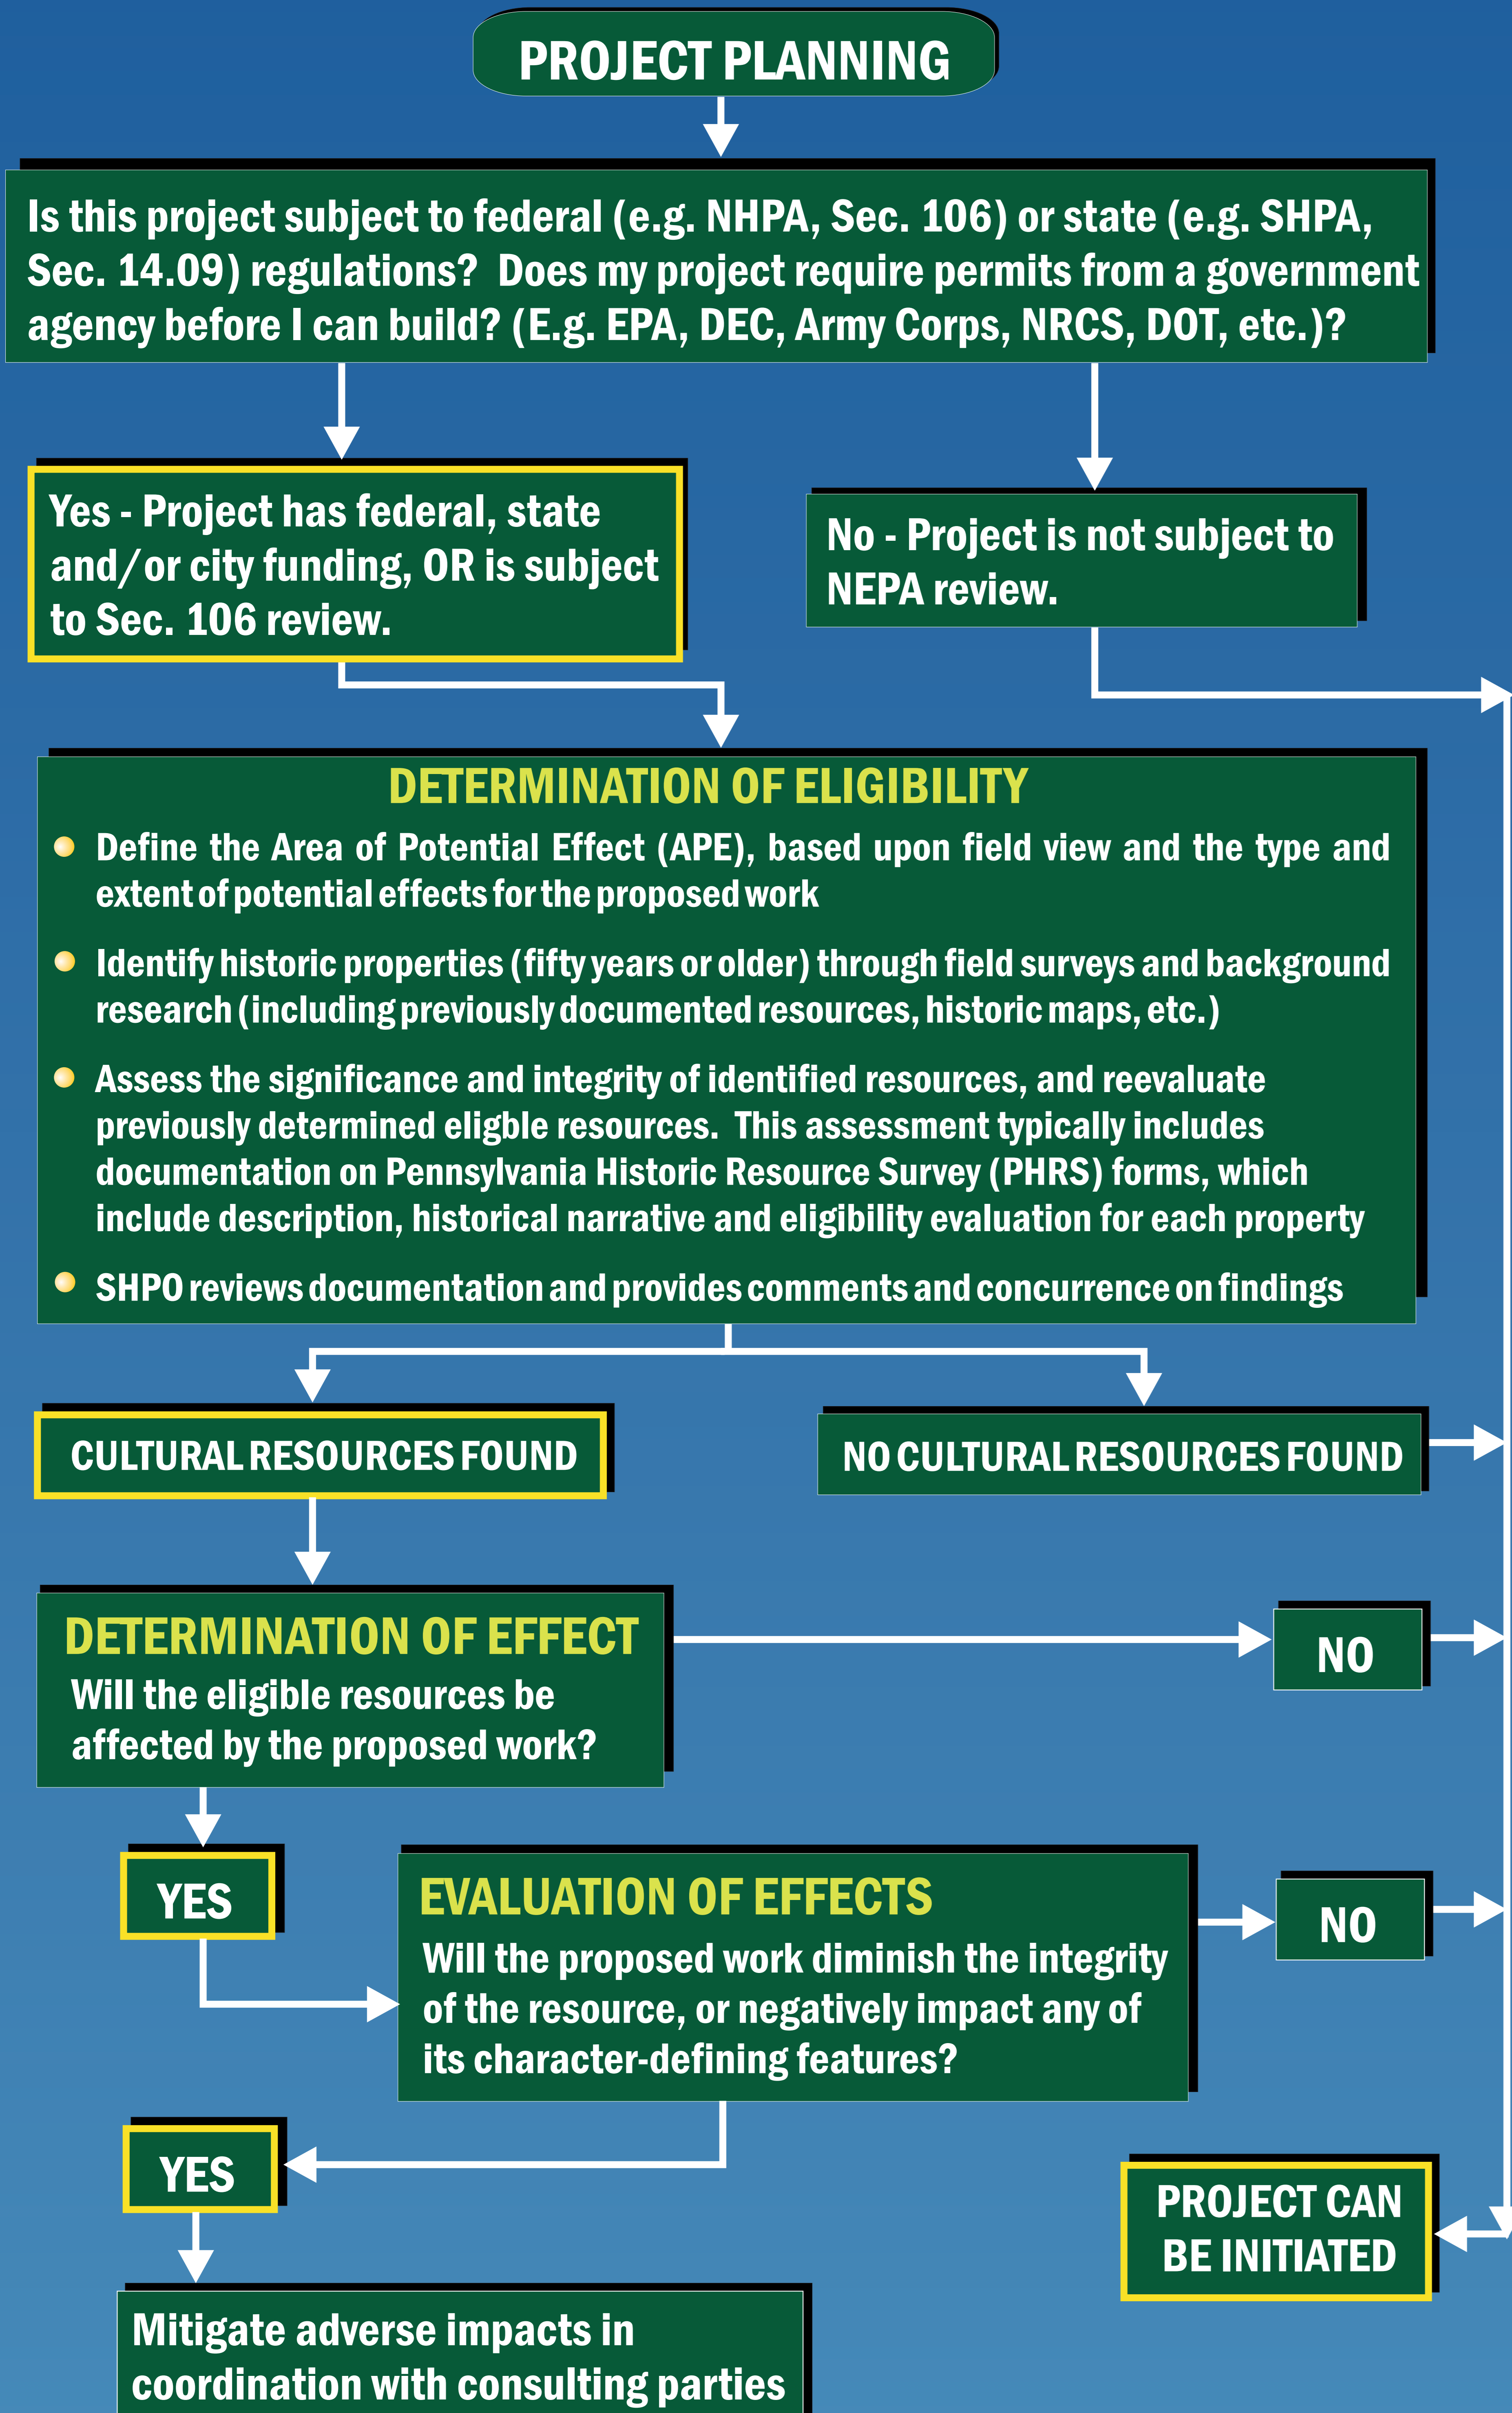 PROJECT PLANNING
Is this project subject to federal (e.g. NHPA, Sec. 106) or state (e.g. SHPA,
Sec. 14.09) regulations?  Does my project require permits from a government
agency before I can build? (E.g. EPA, DEC, Army Corps, NRCS, DOT, etc.)?
Yes - Project has federal, state
and/or city funding, OR is subject
to Sec. 106 review.
No - Project is not subject to
NEPA review.
DETERMINATION OF ELIGIBILITY
Define the Area of Potential Effect (APE), based upon field view and the type and
extent of potential effects for the proposed work
Identify historic properties (fifty years or older) through field surveys and background
research (including previously documented resources, historic maps, etc.)
Assess the significance and integrity of identified resources, and reevaluate
previously determined eligble resources.  This assessment typically includes
documentation on Pennsylvania Historic Resource Survey (PHRS) forms, which
include description, historical narrative and eligibility evaluation for each property
SHPO reviews documentation and provides comments and concurrence on findings
CULTURAL RESOURCES FOUND
NO CULTURAL RESOURCES FOUND
DETERMINATION OF EFFECT
Will the eligible resources be
affected by the proposed work?
NO
YES
EVALUATION OF EFFECTS
Will the proposed work diminish the integrity
of the resource, or negatively impact any of
its character-defining features?
NO
YES
PROJECT CAN
BE INITIATED
Mitigate adverse impacts in
coordination with consulting parties